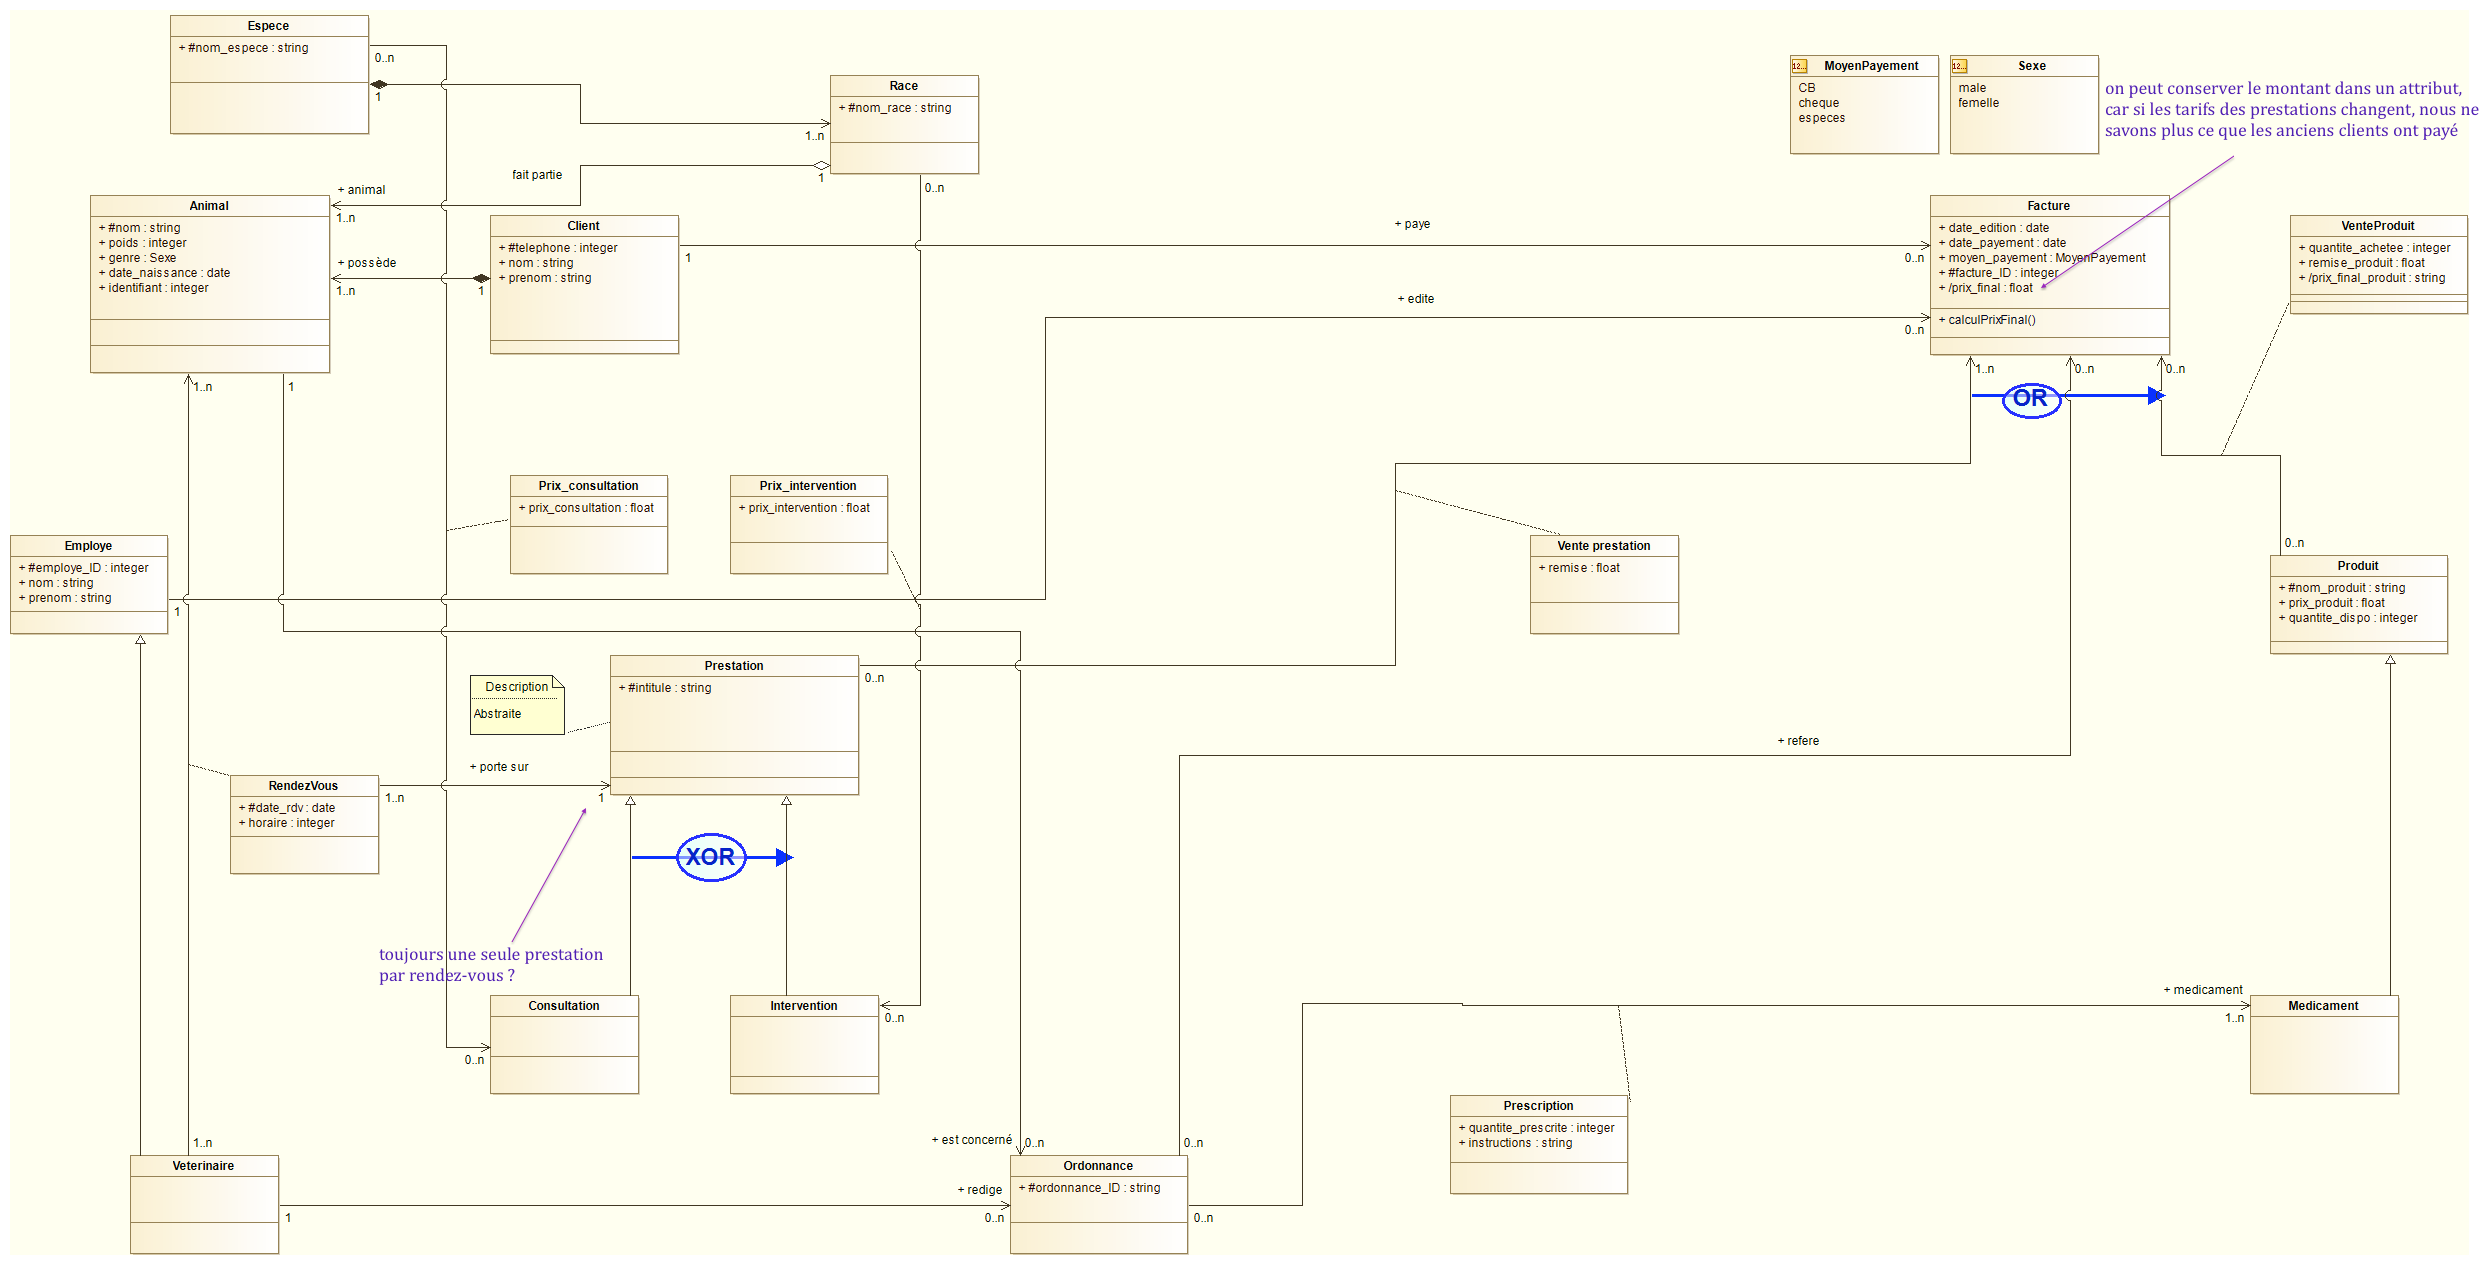 Espece
+ #nom_espece : string
0..n
1
Race
+ #nom_race : string
1..n
1
0..n
fait partie
MoyenPayement
CB
cheque
especes
Sexe
male
femelle
on peut conserver le montant dans un attribut,
car si les tarifs des prestations changent, nous ne
savons plus ce que les anciens clients ont payé
+ animal
1..n
Animal
+ #nom : string
+ poids : integer
+ genre : Sexe
+ date_naissance : date
+ identifiant : integer
+ possède
1..n
1
Client
+ #telephone : integer
+ nom : string
+ prenom : string
1
+ paye
0..n
+ edite
0..n
Facture
+ date_edition : date
+ date_payement : date
+ moyen_payement : MoyenPayement
+ #facture_ID : integer
+ /prix_final : float
+ calculPrixFinal()
VenteProduit
+ quantite_achetee : integer
+ remise_produit : float
+ /prix_final_produit : string
1..n
1
1..n
0..n
0..n
OR
Prix_consultation
+ prix_consultation : float
Prix_intervention
+ prix_intervention : float
Employe
+ #employe_ID : integer
+ nom : string
+ prenom : string
1
Vente prestation
+ remise : float
0..n
Produit
+ #nom_produit : string
+ prix_produit : float
+ quantite_dispo : integer
Description
Abstraite
Prestation
+ #intitule : string
0..n
+ refere
+ porte sur
1..n
1
RendezVous
+ #date_rdv : date
+ horaire : integer
XOR
toujours une seule prestation
par rendez-vous ?
Consultation
0..n
Intervention
0..n
+ medicament
1..n
Medicament
Prescription
+ quantite_prescrite : integer
+ instructions : string
1..n
Veterinaire
1
+ est concerné
0..n
0..n
+ redige
0..n
Ordonnance
+ #ordonnance_ID : string
0..n